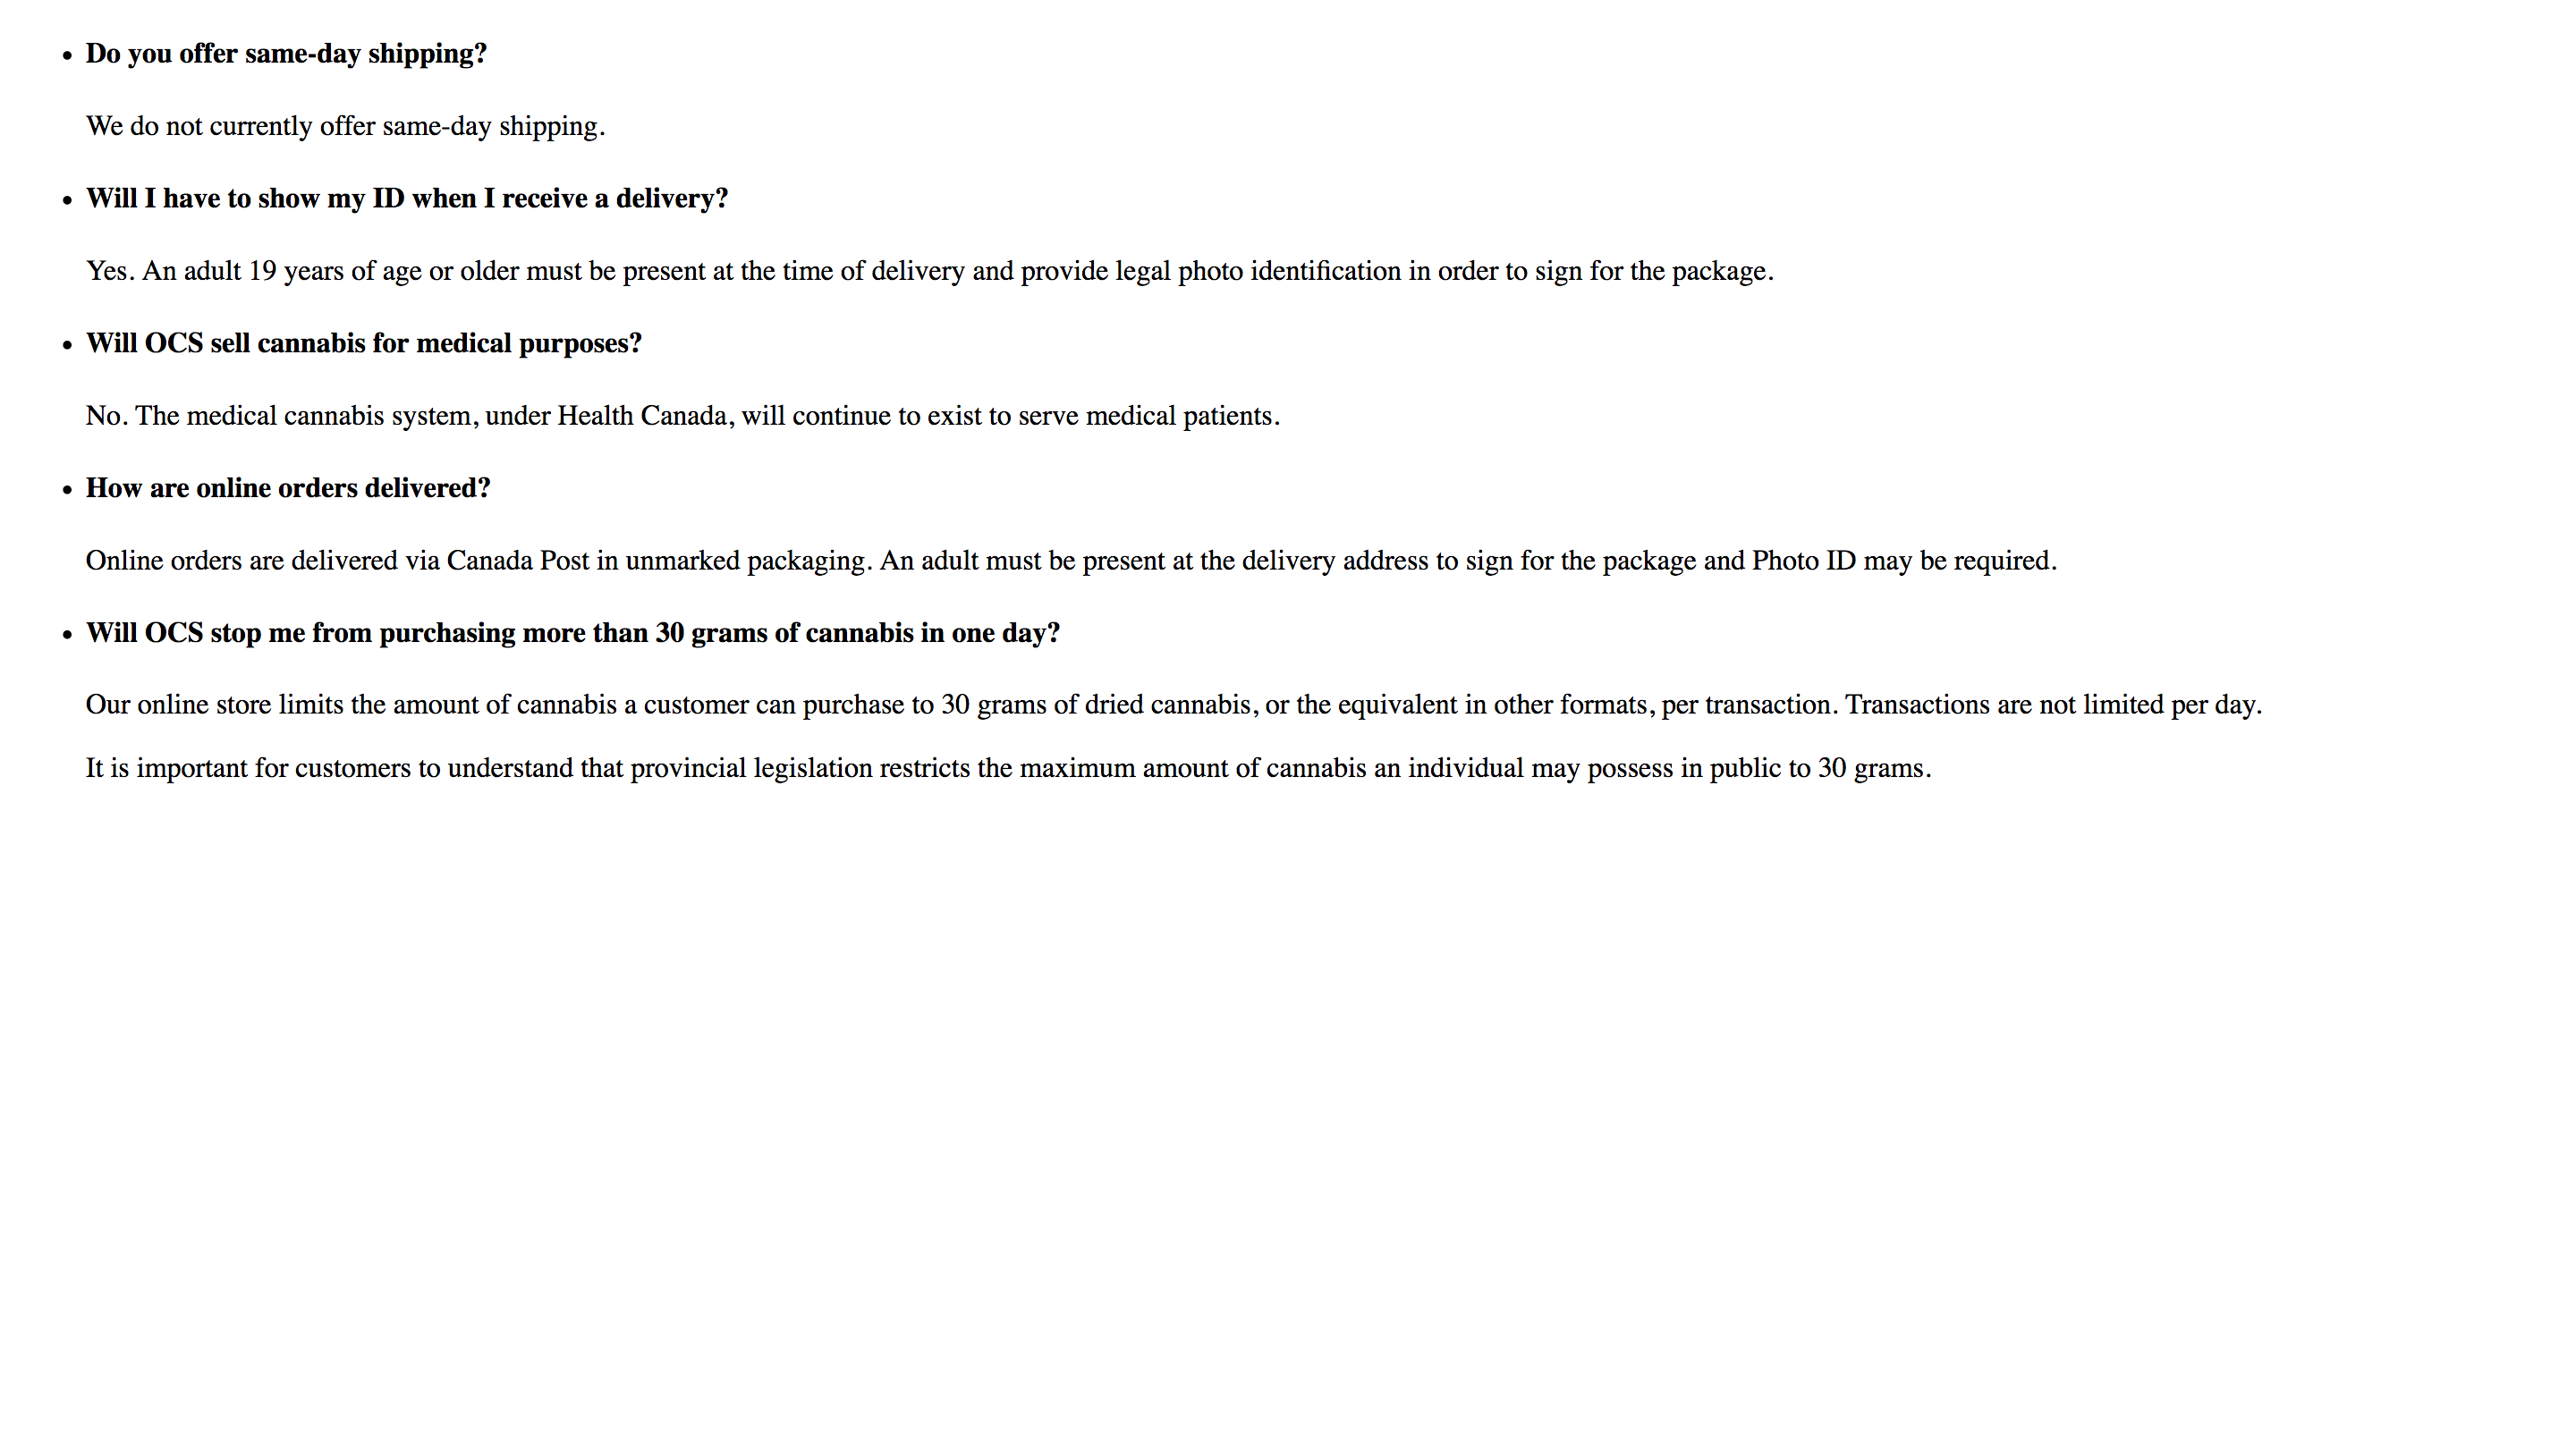 • Do you offer same-day shipping?
We do not currently offer same-day shipping.
• Will I have to show my ID when I receive a delivery?
Yes. An adult 19 years of age or older must be present at the time of delivery and provide legal photo identification in order to sign for the package.
• Will OCS sell cannabis for medical purposes?
No. The medical cannabis system, under Health Canada, will continue to exist to serve medical patients.
• How are online orders delivered?
Online orders are delivered via Canada Post in unmarked packaging. An adult must be present at the delivery address to sign for the package and Photo ID may be required.
• Will OCS stop me from purchasing more than 30 grams of cannabis in one day?
Our online store limits the amount of cannabis a customer can purchase to 30 grams of dried cannabis, or the equivalent in other formats, per transaction. Transactions are not limited per day.
It is important for customers to understand that provincial legislation restricts the maximum amount of cannabis an individual may possess in public to 30 grams.